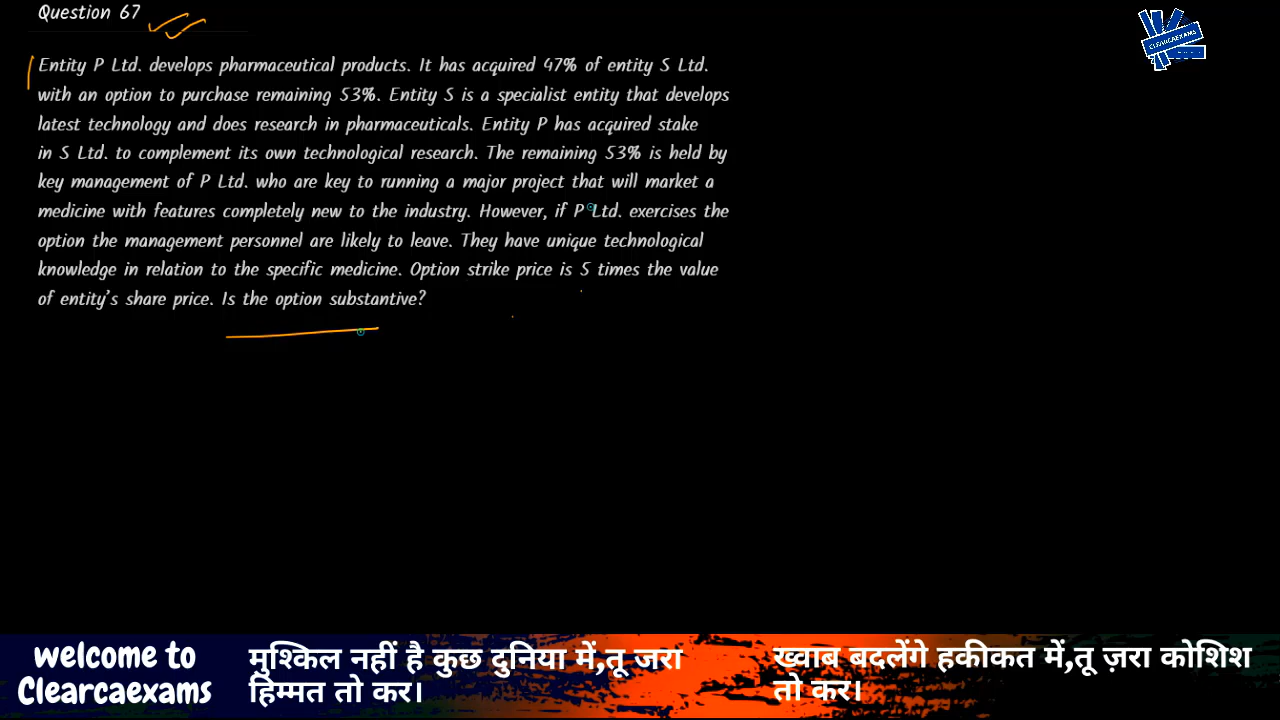 Question 67
CLEARCAEXAMS
Entity P Ltd. develops pharmaceutical products. It has acquired 47% of entity S Ltd.
with an option to purchase remaining 53%. Entity S is a specialist entity that develops
latest technology and does research in pharmaceuticals. Entity P has acquired stake
in S Ltd. to complement its own technological research. The remaining 53% is held by
key management of P Ltd. who are key to running a major project that will market a
medicine with features completely new to the industry. However, if P Ltd. exercises the
option the management personnel are likely to leave. They have unique technological
knowledge in relation to the specific medicine. Option strike price is 5 times the value
of entity's share price. Is the option substantive?
welcome to
Clearcaexams
मुश्किल नहीं है कुछ दुनिया में,तू जरा
हिम्मत तो कर।
ख्वाब बदलेंगे हकीकत में,तू ज़रा कोशिश
तो कर।